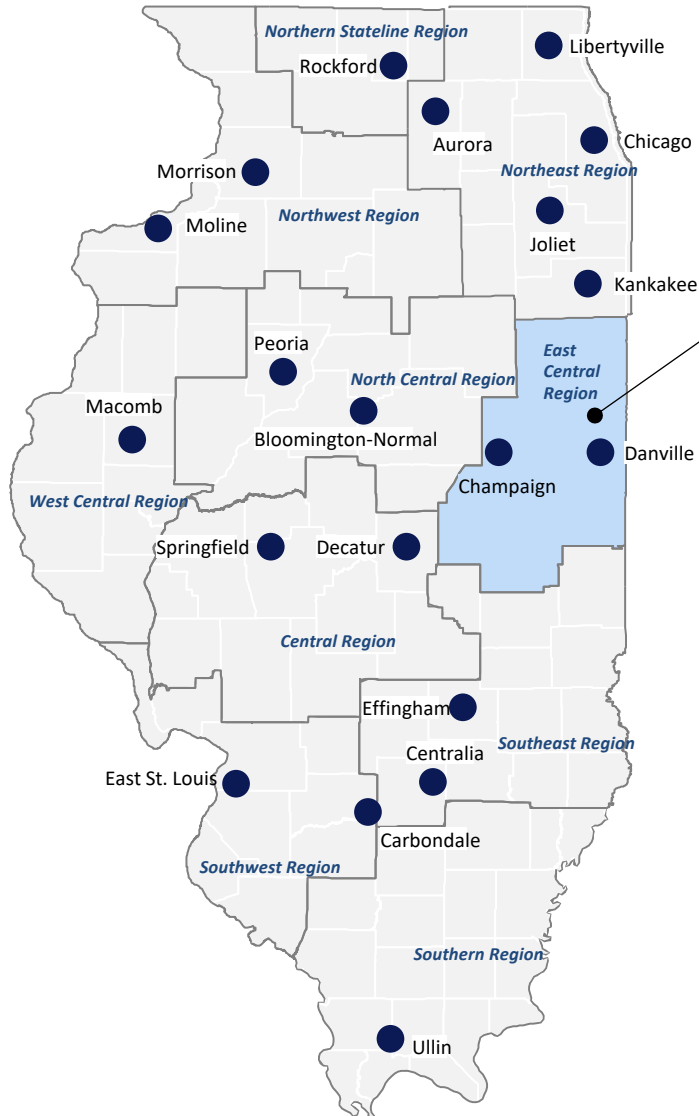 Northern Stateline Region
Libertyville
Rockford
Aurora
Chicago
Morrison
Northeast Region
Northwest Region
Moline
Joliet
Kankakee
Peoria
East
Central
Region
North Central Region
Macomb
Bloomington-Normal
Danville
Champaign
West Central Region
Springfield
Decatur
Central Region
Effingham
Southeast Region
Centralia
East St. Louis
Carbondale
Southwest Region
Southern Region
Ullin